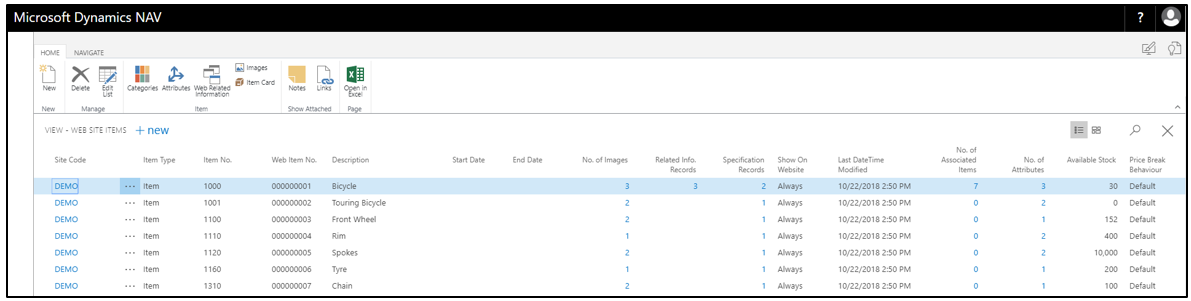 Microsoft Dynamics NAV ?
HOME NAVIGATE
New Delete Edit List Categories Attributes Web Related Information Images Item Card Notes Links Open in Excel
New Manage Item Show Attached Page
VIEW - WEB SITE ITEMS + new
Site Code Item Type Item No. Web Item No. Description Start Date End Date No. of Images Related Info. Records Specification Records Show On Website Last DateTime Modified No. of Associated Items No. of Attributes Available Stock Price Break Behaviour
DEMO ··· Item 1000 000000001 Bicycle 3 3 2 Always 10/22/2018 2:50 PM 7 3 30 Default
DEMO ··· Item 1001 000000002 Touring Bicycle 2 1 Always 10/22/2018 2:50 PM 0 2 0 Default
DEMO ··· Item 1100 000000003 Front Wheel 2 1 Always 10/22/2018 2:50 PM 0 1 152 Default
DEMO ··· Item 1110 000000004 Rim 1 1 Always 10/22/2018 2:50 PM 0 2 400 Default
DEMO ··· Item 1120 000000005 Spokes 2 1 Always 10/22/2018 2:50 PM 0 2 10,000 Default
DEMO ··· Item 1160 000000006 Tyre 1 1 Always 10/22/2018 2:50 PM 0 1 200 Default
DEMO ··· Item 1310 000000007 Chain 2 1 Always 10/22/2018 2:50 PM 0 1 100 Default